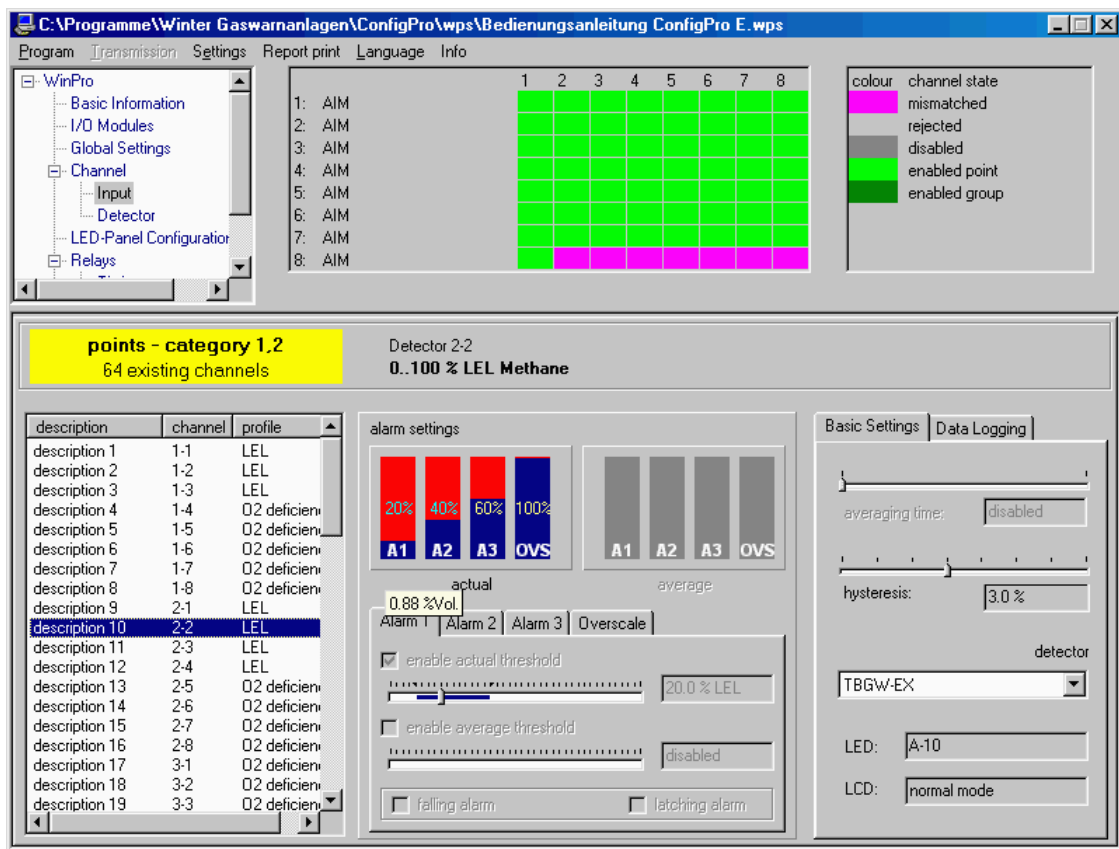 C:\Programme\Winter Gaswarnanlagen\ConfigPro\wps\Bedienungsanleitung ConfigPro E.wps
Program Transmission Settings Report print Language Info
WinPro
Basic Information
I/O Modules
Global Settings
Channel
Input
Detector
LED-Panel Configuration
Relays
1 2 3 4 5 6 7 8
1: AIM
2: AIM
3: AIM
4: AIM
5: AIM
6: AIM
7: AIM
8: AIM
colour channel state
mismatched
rejected
disabled
enabled point
enabled group
points - category 1,2
64 existing channels
Detector 2-2
0..100 % LEL Methane
description channel profile
description 1 1-1 LEL
description 2 1-2 LEL
description 3 1-3 LEL
description 4 1-4 O2 deficien
description 5 1-5 O2 deficien
description 6 1-6 O2 deficien
description 7 1-7 O2 deficien
description 8 1-8 O2 deficien
description 9 2-1 LEL
description 10 2-2 LEL
description 11 2-3 LEL
description 12 2-4 LEL
description 13 2-5 O2 deficien
description 14 2-6 O2 deficien
description 15 2-7 O2 deficien
description 16 2-8 O2 deficien
description 17 3-1 O2 deficien
description 18 3-2 O2 deficien
description 19 3-3 O2 deficien
alarm settings
20% 40% 60% 100%
A1 A2 A3 OVS
A1 A2 A3 OVS
actual
average
0.88 %Vol.
Alarm 1 Alarm 2 Alarm 3 Overscale
enable actual threshold
20.0 % LEL
enable average threshold
disabled
falling alarm latching alarm
Basic Settings Data Logging
averaging time: disabled
hysteresis: 3.0 %
detector
TBGW-EX
LED: A-10
LCD: normal mode